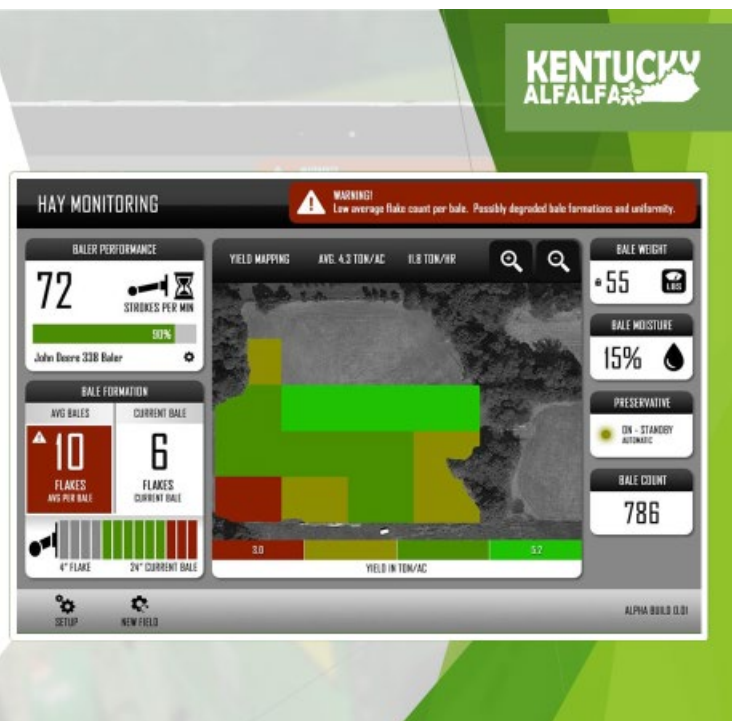 KENTUCKY
ALFALFA
HAY MONITORING
WARNING!
Low average flake count per bale. Possibly degraded bale formations and uniformity.
BALER PERFORMANCE
72
STROKES PER MIN
90%
John Deere 338 Baler
BALE FORMATION
AVG BALES
CURRENT BALE
10
FLAKES
AVG PER BALE
6
FLAKES
CURRENT BALE
4" FLAKE
24" CURRENT BALE
YIELD MAPPING AVG. 4.3 TON/AC 11.8 TON/HR
3.0
5.2
YIELD IN TON/AC
BALE WEIGHT
55
LBS
BALE MOISTURE
15%
PRESERVATIVE
ON - STANDBY
AUTOMATIC
BALE COUNT
786
SETUP
NEW FIELD
ALPHA BUILD 0.01